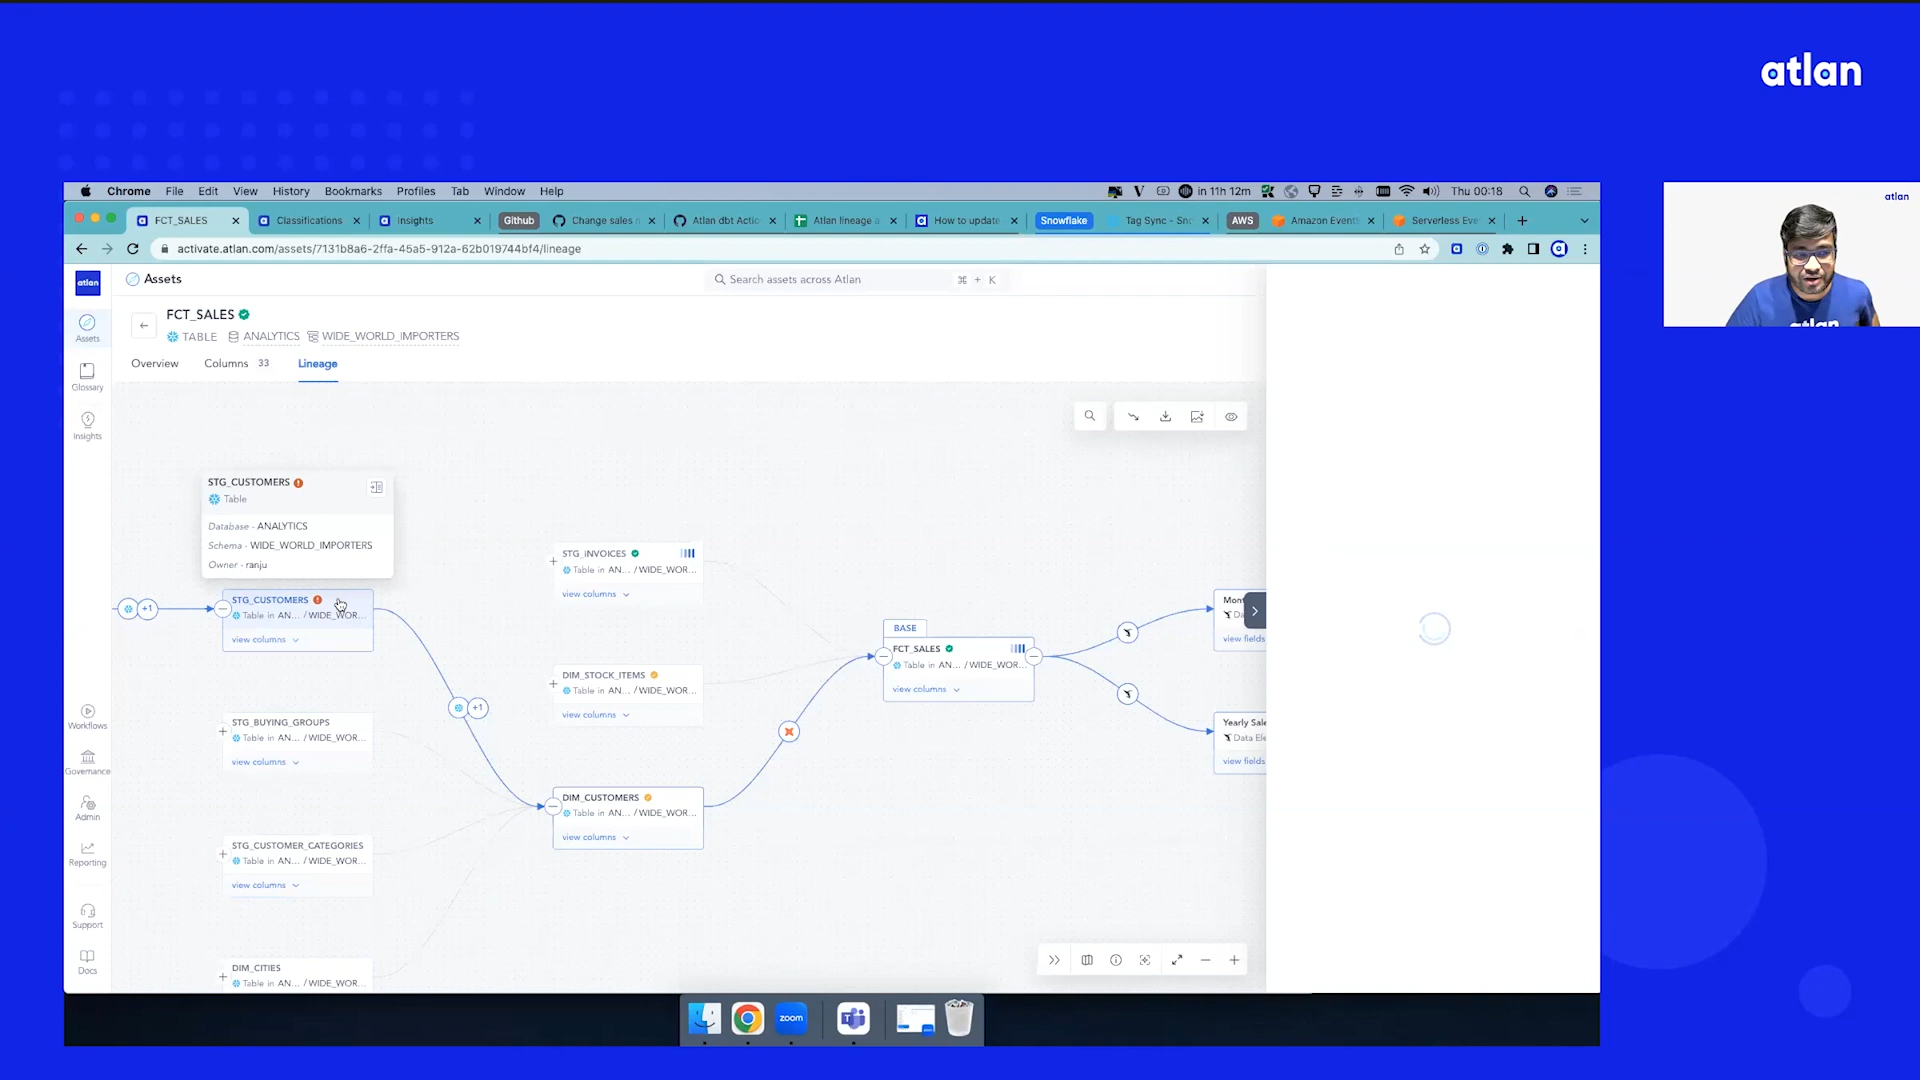 atlan
Chrome File Edit View History Bookmarks Profiles Tab Window Help
in 11h 12m Thu 00:18
FCT_SALES Classifications Insights Github Change sales n Atlan dbt Actio Atlan lineage a How to update Snowflake Tag Sync - Sno AWS Amazon Event Serverless Eve
activate.atlan.com/assets/7131b8a6-2ffa-45a5-912a-62b019744bf4/lineage
atlan
atlan
Assets
Search assets across Atlan
⌘ + K
Assets
Glossary
Insights
Workflows
Governance
Admin
Reporting
Support
Docs
FCT_SALES
TABLE ANALYTICS WIDE_WORLD_IMPORTERS
Overview Columns 33 Lineage
STG_CUSTOMERS
Table
Database - ANALYTICS
Schema - WIDE_WORLD_IMPORTERS
Owner - ranju
+1
STG_CUSTOMERS
Table in AN... / WIDE_WOR...
view columns
STG_BUYING_GROUPS
Table in AN... / WIDE_WOR...
view columns
STG_CUSTOMER_CATEGORIES
Table in AN... / WIDE_WOR...
view columns
DIM_CITIES
Table in AN... / WIDE_WOR...
+1
STG_INVOICES
Table in AN... / WIDE_WOR...
view columns
DIM_STOCK_ITEMS
Table in AN... / WIDE_WOR...
view columns
DIM_CUSTOMERS
Table in AN... / WIDE_WOR...
view columns
BASE
FCT_SALES
Table in AN... / WIDE_WOR...
view columns
Mont
Da
view fields
Yearly Sale
Data Ele
view fields
zoom
atlan